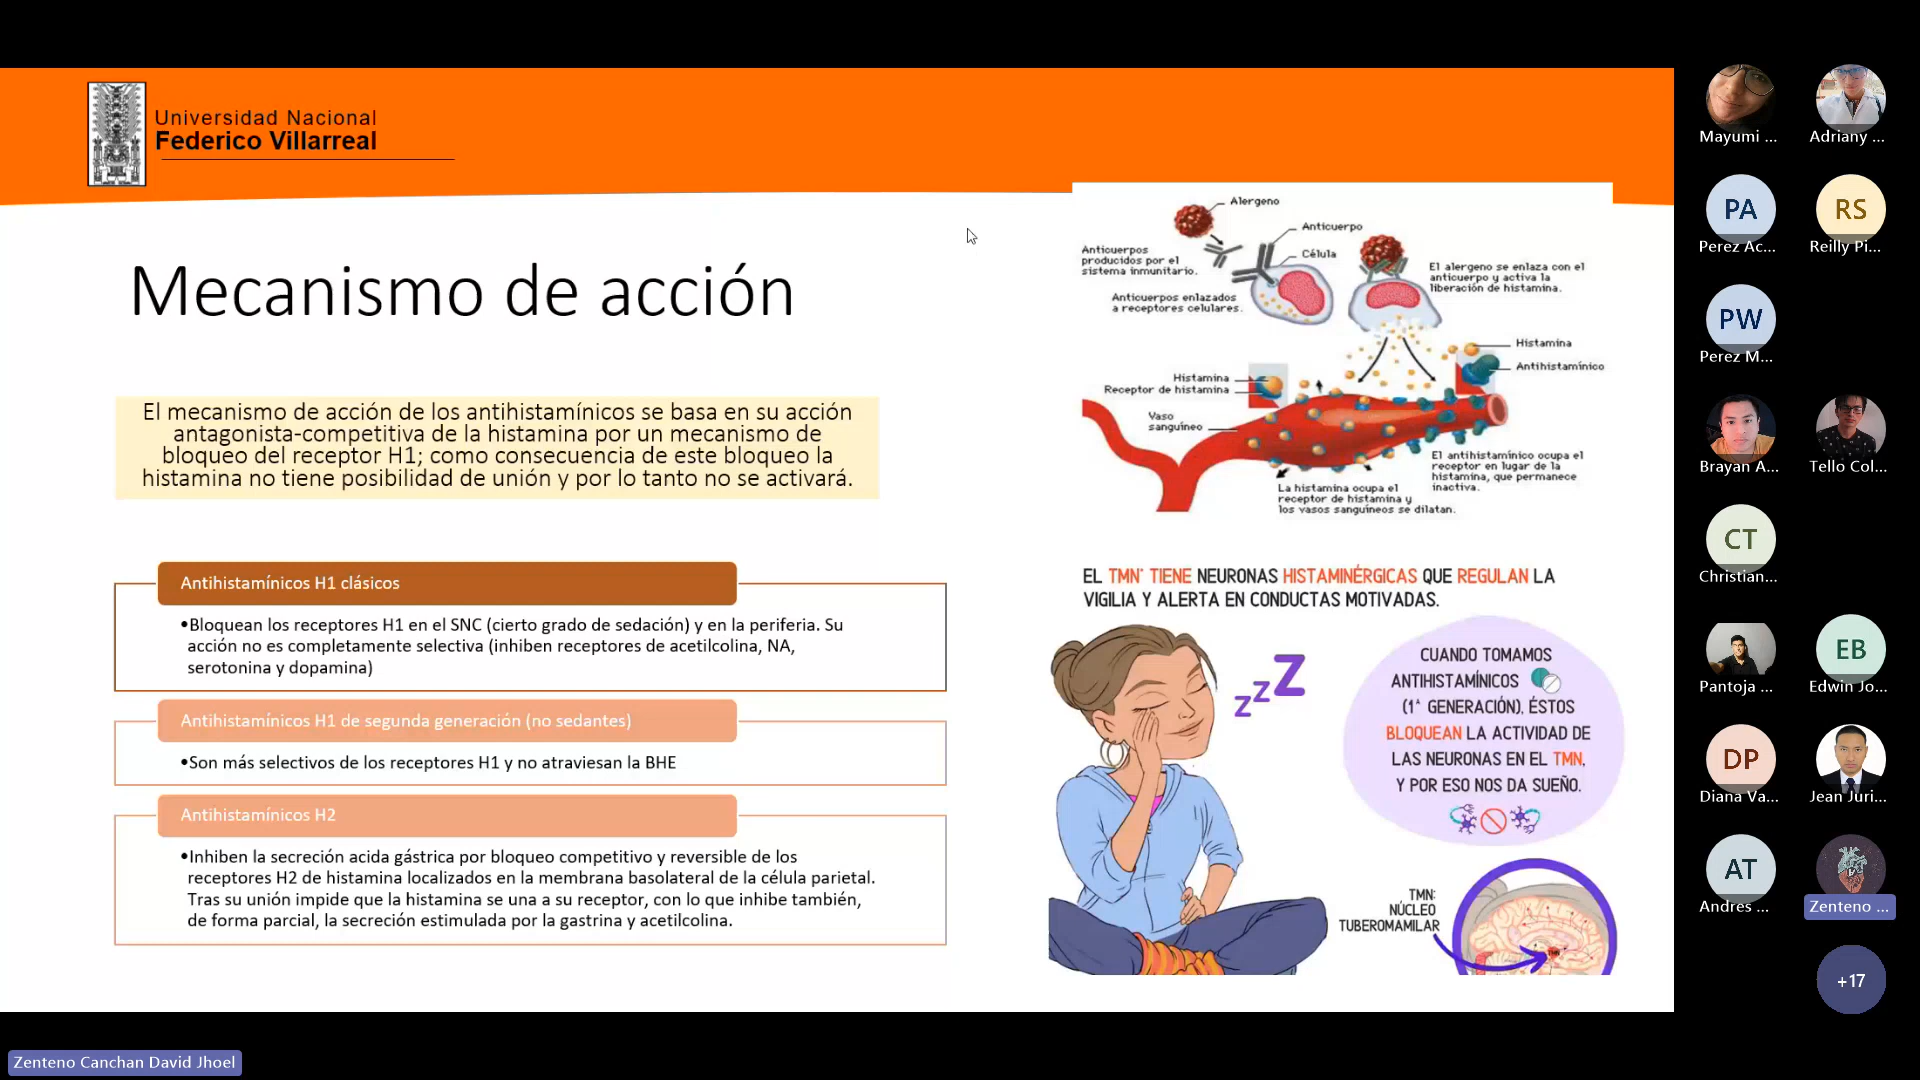 Universidad Nacional
Federico Villarreal
Mecanismo de acción
El mecanismo de acción de los antihistamínicos se basa en su acción
antagonista-competitiva de la histamina por un mecanismo de
bloqueo del receptor H1; como consecuencia de este bloqueo la
histamina no tiene posibilidad de unión y por lo tanto no se activará.
Antihistamínicos H1 clásicos
•Bloquean los receptores H1 en el SNC (cierto grado de sedación) y en la periferia. Su
acción no es completamente selectiva (inhiben receptores de acetilcolina, NA,
serotonina y dopamina)
Antihistamínicos H1 de segunda generación (no sedantes)
•Son más selectivos de los receptores H1 y no atraviesan la BHE
Antihistamínicos H2
•Inhiben la secreción acida gástrica por bloqueo competitivo y reversible de los
receptores H2 de histamina localizados en la membrana basolateral de la célula parietal.
Tras su unión impide que la histamina se una a su receptor, con lo que inhibe también,
de forma parcial, la secreción estimulada por la gastrina y acetilcolina.
Alergeno
Anticuerpo
Anticuerpos
producidos por el
sistema inmunitario.
Célula
El alergeno se enlaza con el
anticuerpo y activa la
liberación de histamina.
Anticuerpos enlazados
a receptores celulares.
Histamina
Antihistamínico
Histamina
Receptor de histamina
Vaso
sanguíneo
El antihistamínico ocupa el
receptor en lugar de la
histamina, que permanece
inactiva.
La histamina ocupa el
receptor de histamina y
los vasos sanguíneos se dilatan.
EL TMN* TIENE NEURONAS HISTAMINÉRGICAS QUE REGULAN LA
VIGILIA Y ALERTA EN CONDUCTAS MOTIVADAS.
z z Z
CUANDO TOMAMOS
ANTIHISTAMÍNICOS
(1ª GENERACIÓN), ÉSTOS
BLOQUEAN LA ACTIVIDAD DE
LAS NEURONAS EN EL TMN,
Y POR ESO NOS DA SUEÑO.
TMN:
NÚCLEO
TUBEROMAMILAR
TMN
Mayumi ...
Adriany ...
PA
Perez Ac...
RS
Reilly Pi...
PW
Perez M...
Brayan A...
Tello Col...
CT
Christian...
Pantoja ...
EB
Edwin Jo...
DP
Diana Va...
Jean Juri...
AT
Andres ...
Zenteno ...
+17
Zenteno Canchan David Jhoel